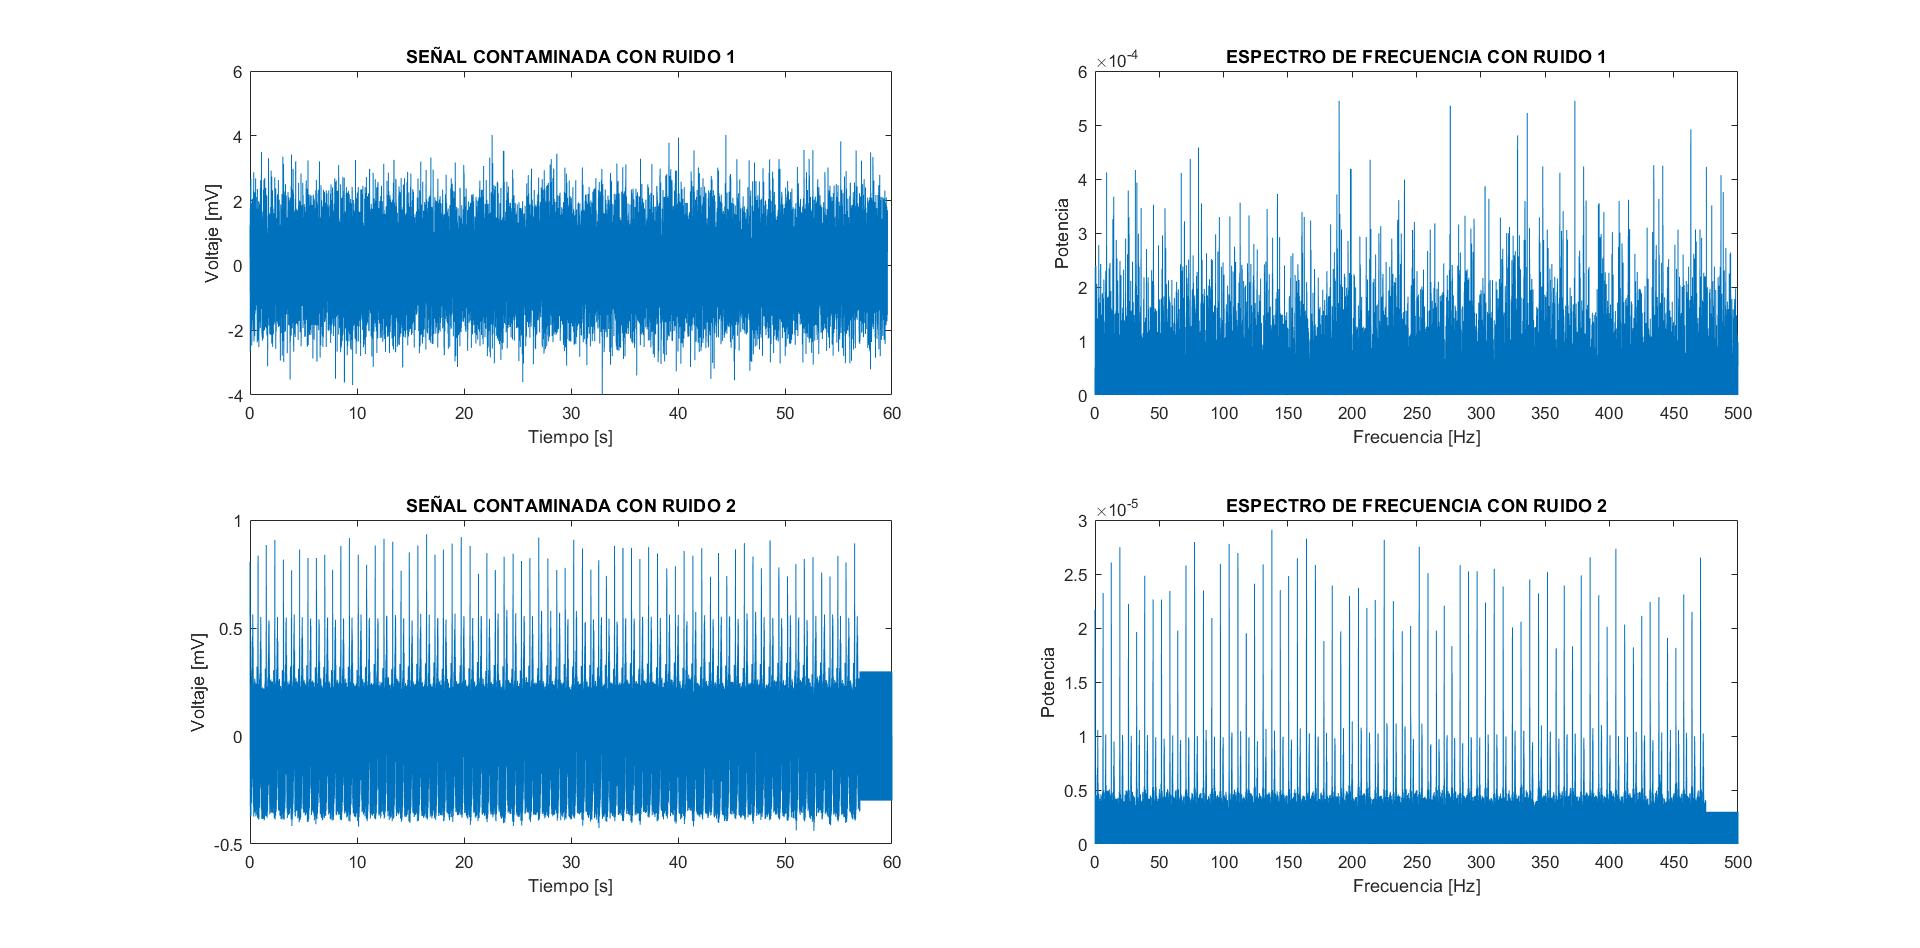 SEÑAL CONTAMINADA CON RUIDO 1
6
4
2
0
-2
-4
Voltaje [mV]
0 10 20 30 40 50 60
Tiempo [s]
ESPECTRO DE FRECUENCIA CON RUIDO 1
×10-4
6
5
4
3
2
1
0
Potencia
0 50 100 150 200 250 300 350 400 450 500
Frecuencia [Hz]
SEÑAL CONTAMINADA CON RUIDO 2
1
0.5
0
-0.5
Voltaje [mV]
0 10 20 30 40 50 60
Tiempo [s]
ESPECTRO DE FRECUENCIA CON RUIDO 2
×10-5
3
2.5
2
1.5
1
0.5
0
Potencia
0 50 100 150 200 250 300 350 400 450 500
Frecuencia [Hz]